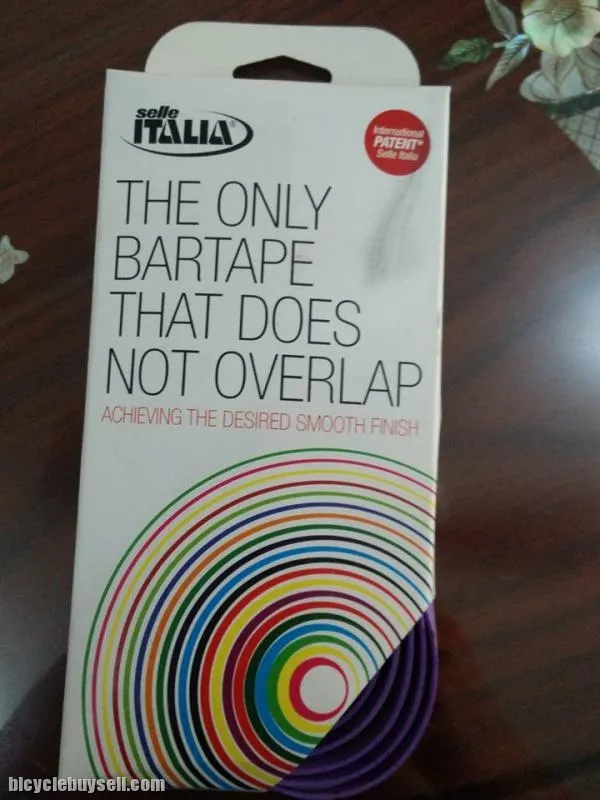 selle
ITALIA®
International
PATENT*
Selle Italia
THE ONLY
BARTAPE
THAT DOES
NOT OVERLAP
ACHIEVING THE DESIRED SMOOTH FINISH
bicyclebuysell.com